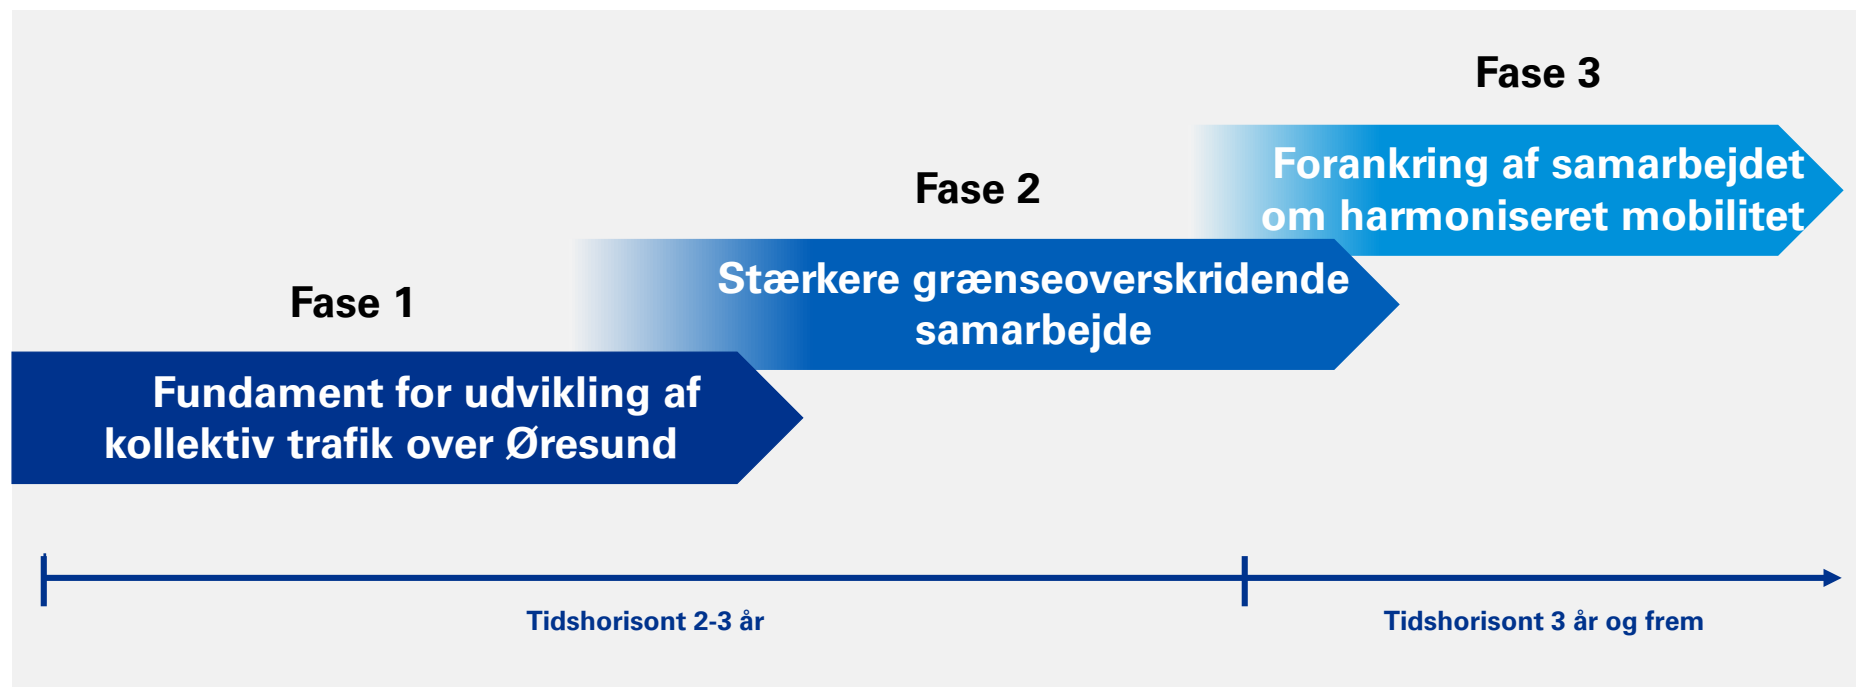 Fase 3
Forankring af samarbejdet
om harmoniseret mobilitet
Fase 2
Stærkere grænseoverskridende
samarbejde
Fase 1
Fundament for udvikling af
kollektiv trafik over Øresund
Tidshorisont 2-3 år
Tidshorisont 3 år og frem